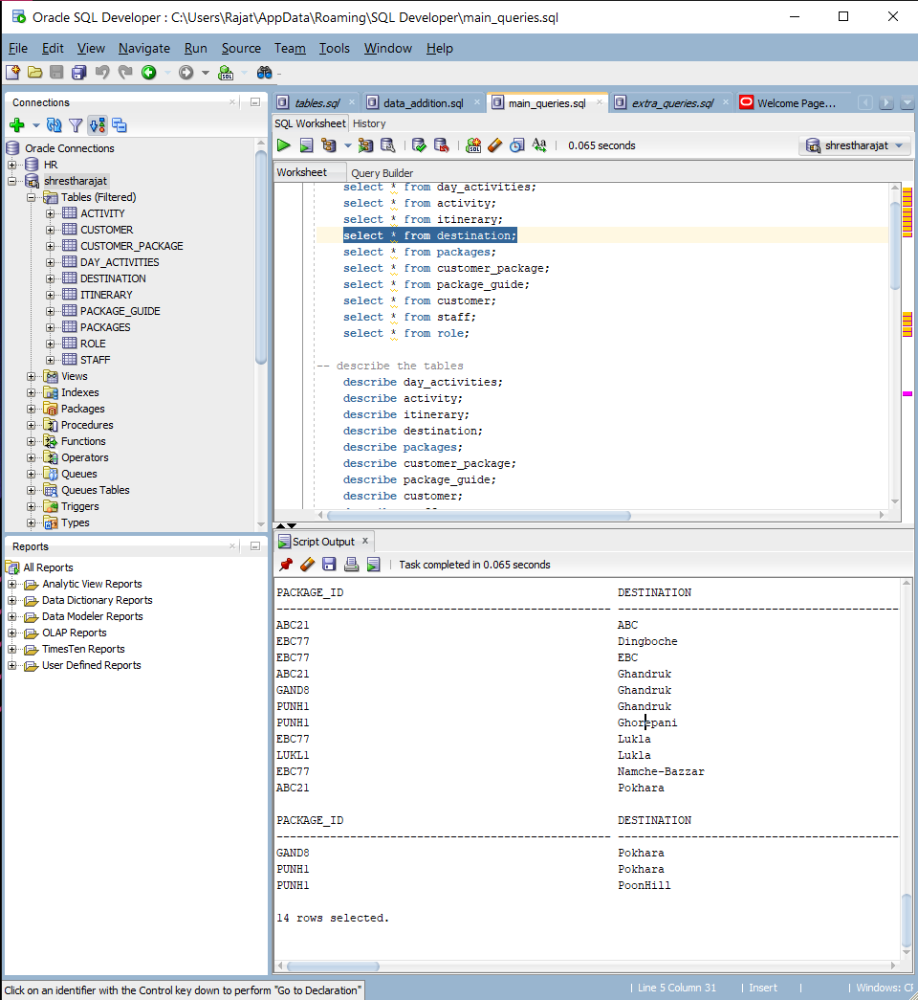 Oracle SQL Developer : C:\Users\Rajat\AppData\Roaming\SQL Developer\main_queries.sql
File Edit View Navigate Run Source Team Tools Window Help
Connections
Oracle Connections
HR
shrestharajat
Tables (Filtered)
ACTIVITY
CUSTOMER
CUSTOMER_PACKAGE
DAY_ACTIVITIES
DESTINATION
ITINERARY
PACKAGE_GUIDE
PACKAGES
ROLE
STAFF
Views
Indexes
Packages
Procedures
Functions
Operators
Queues
Queues Tables
Triggers
Types
Reports
All Reports
Analytic View Reports
Data Dictionary Reports
Data Modeler Reports
OLAP Reports
TimesTen Reports
User Defined Reports
tables.sql data_addition.sql main_queries.sql extra_queries.sql Welcome Page...
SQL Worksheet History
0.065 seconds shrestharajat
Worksheet Query Builder
select * from day_activities;
select * from activity;
select * from itinerary;
select * from destination;
select * from packages;
select * from customer_package;
select * from package_guide;
select * from customer;
select * from staff;
select * from role;
-- describe the tables
describe day_activities;
describe activity;
describe itinerary;
describe destination;
describe packages;
describe customer_package;
describe package_guide;
describe customer;
Script Output
Task completed in 0.065 seconds
PACKAGE_ID DESTINATION
ABC21 ABC
EBC77 Dingboche
EBC77 EBC
ABC21 Ghandruk
GAND8 Ghandruk
PUNH1 Ghandruk
PUNH1 Ghorepani
EBC77 Lukla
LUKL1 Lukla
EBC77 Namche-Bazzar
ABC21 Pokhara
PACKAGE_ID DESTINATION
GAND8 Pokhara
PUNH1 Pokhara
PUNH1 PoonHill
14 rows selected.
Click on an identifier with the Control key down to perform "Go to Declaration"
Line 5 Column 31 Insert Windows: CF